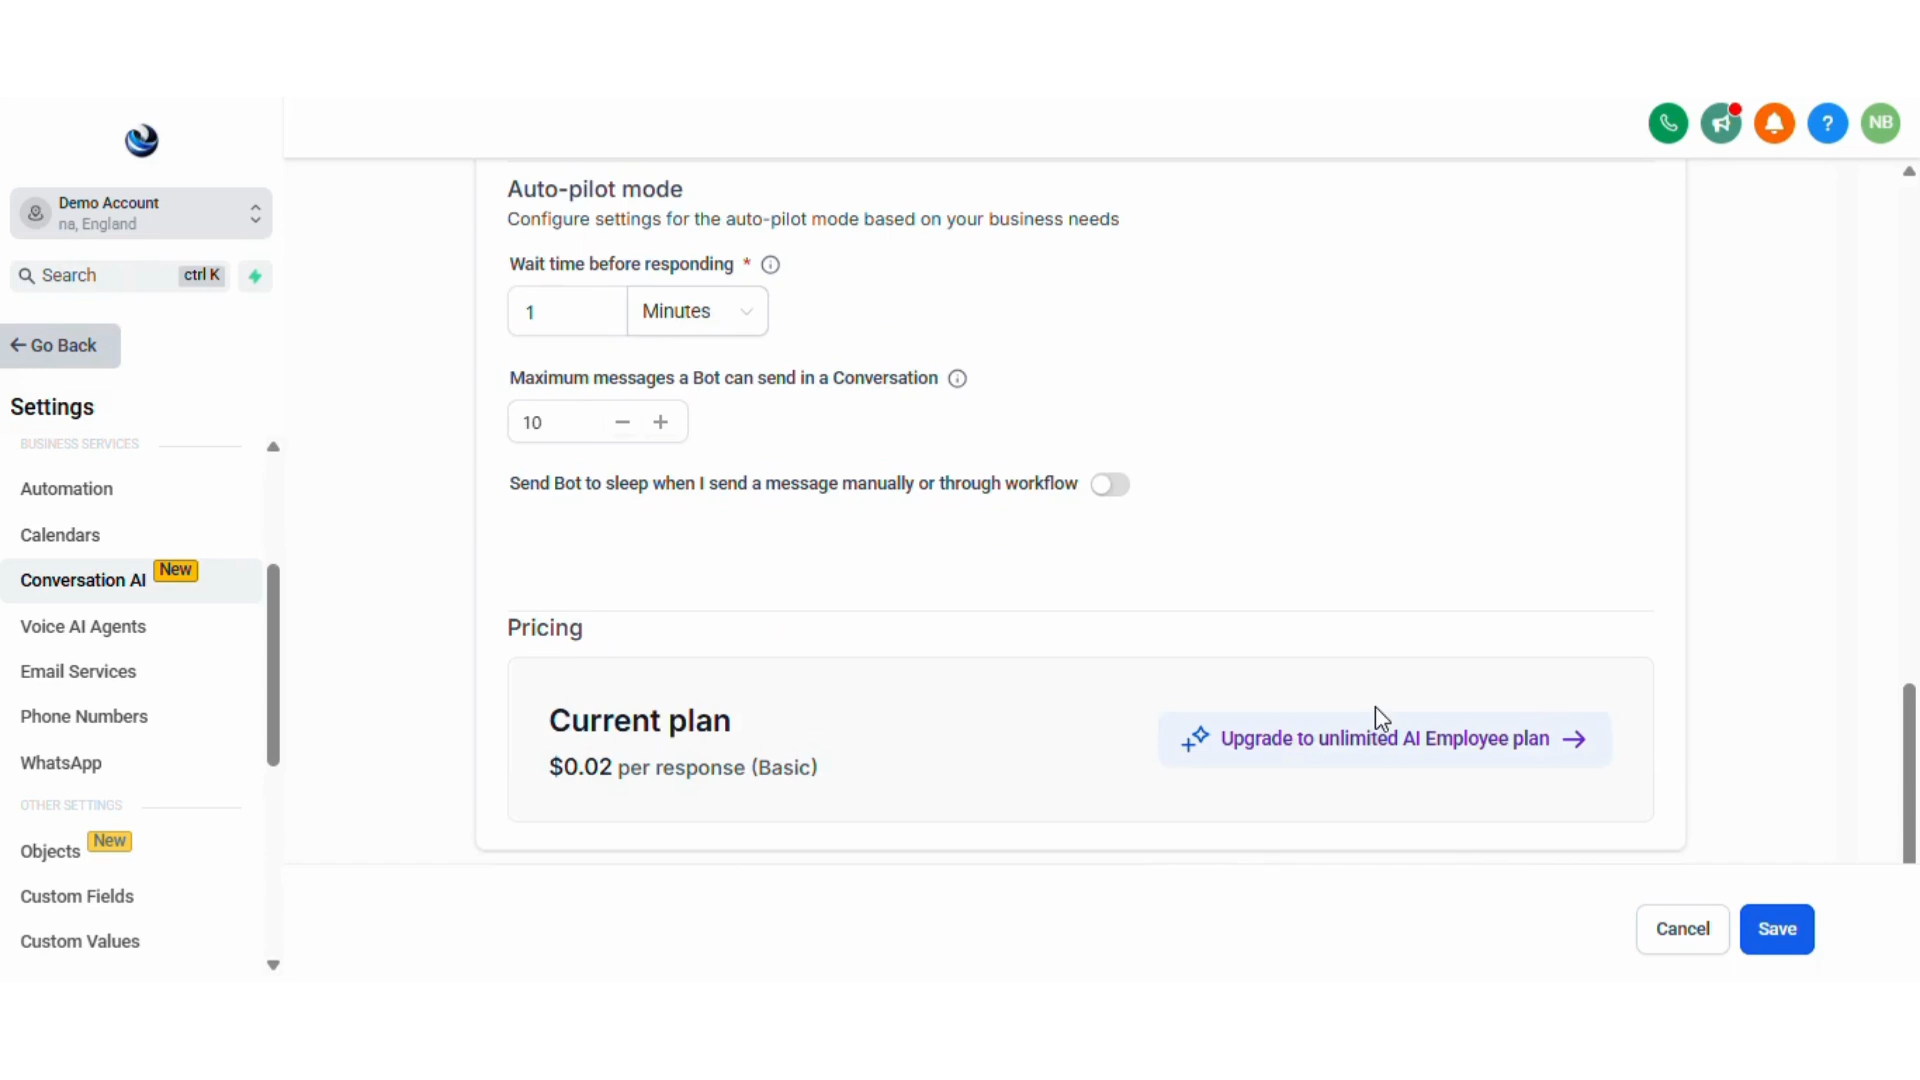 NB
Demo Account
na, England
Search ctrl K
Go Back
Settings
BUSINESS SERVICES
Automation
Calendars
Conversation AI New
Voice AI Agents
Email Services
Phone Numbers
WhatsApp
OTHER SETTINGS
Objects New
Custom Fields
Custom Values
Auto-pilot mode
Configure settings for the auto-pilot mode based on your business needs
Wait time before responding *
1 Minutes
Maximum messages a Bot can send in a Conversation
10
Send Bot to sleep when I send a message manually or through workflow
Pricing
Current plan
$0.02 per response (Basic)
Upgrade to unlimited AI Employee plan
Cancel Save